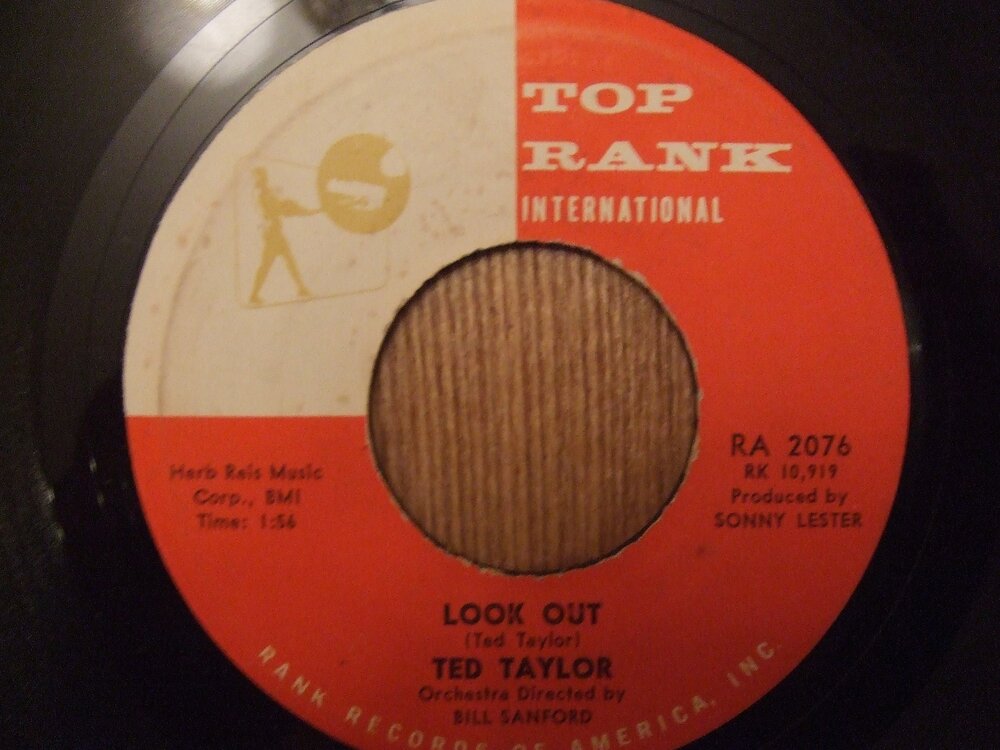 TOP
RANK
INTERNATIONAL
Herb Reis Music
Corp., BMI
Time: 1:56
RA 2076
RK 10,919
Produced by
SONNY LESTER
LOOK OUT
(Ted Taylor)
TED TAYLOR
Orchestra Directed by
BILL SANFORD
RANK RECORDS OF AMERICA, INC.